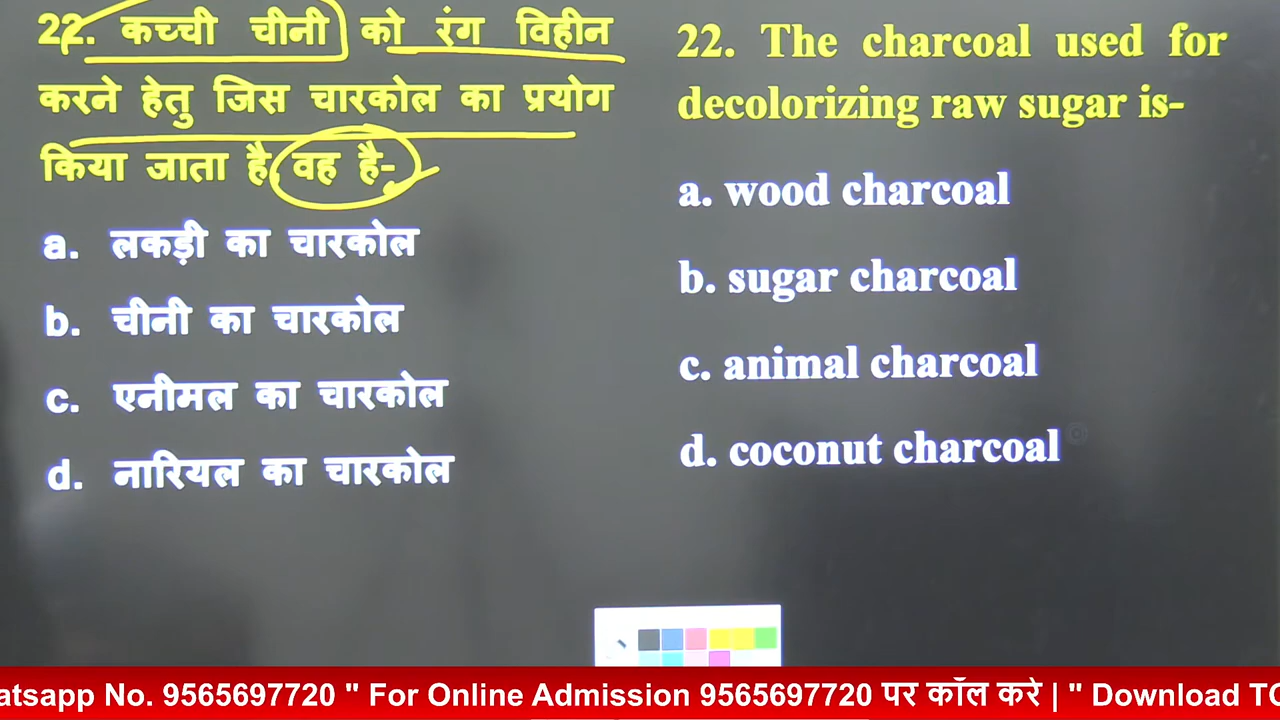 22. कच्ची चीनी को रंग विहीन
करने हेतु जिस चारकोल का प्रयोग
किया जाता है, वह है-
a. लकड़ी का चारकोल
b. चीनी का चारकोल
c. एनीमल का चारकोल
d. नारियल का चारकोल
22. The charcoal used for
decolorizing raw sugar is-
a. wood charcoal
b. sugar charcoal
c. animal charcoal
d. coconut charcoal
atsapp No. 9565697720 " For Online Admission 9565697720 पर कॉल करे | " Download TC